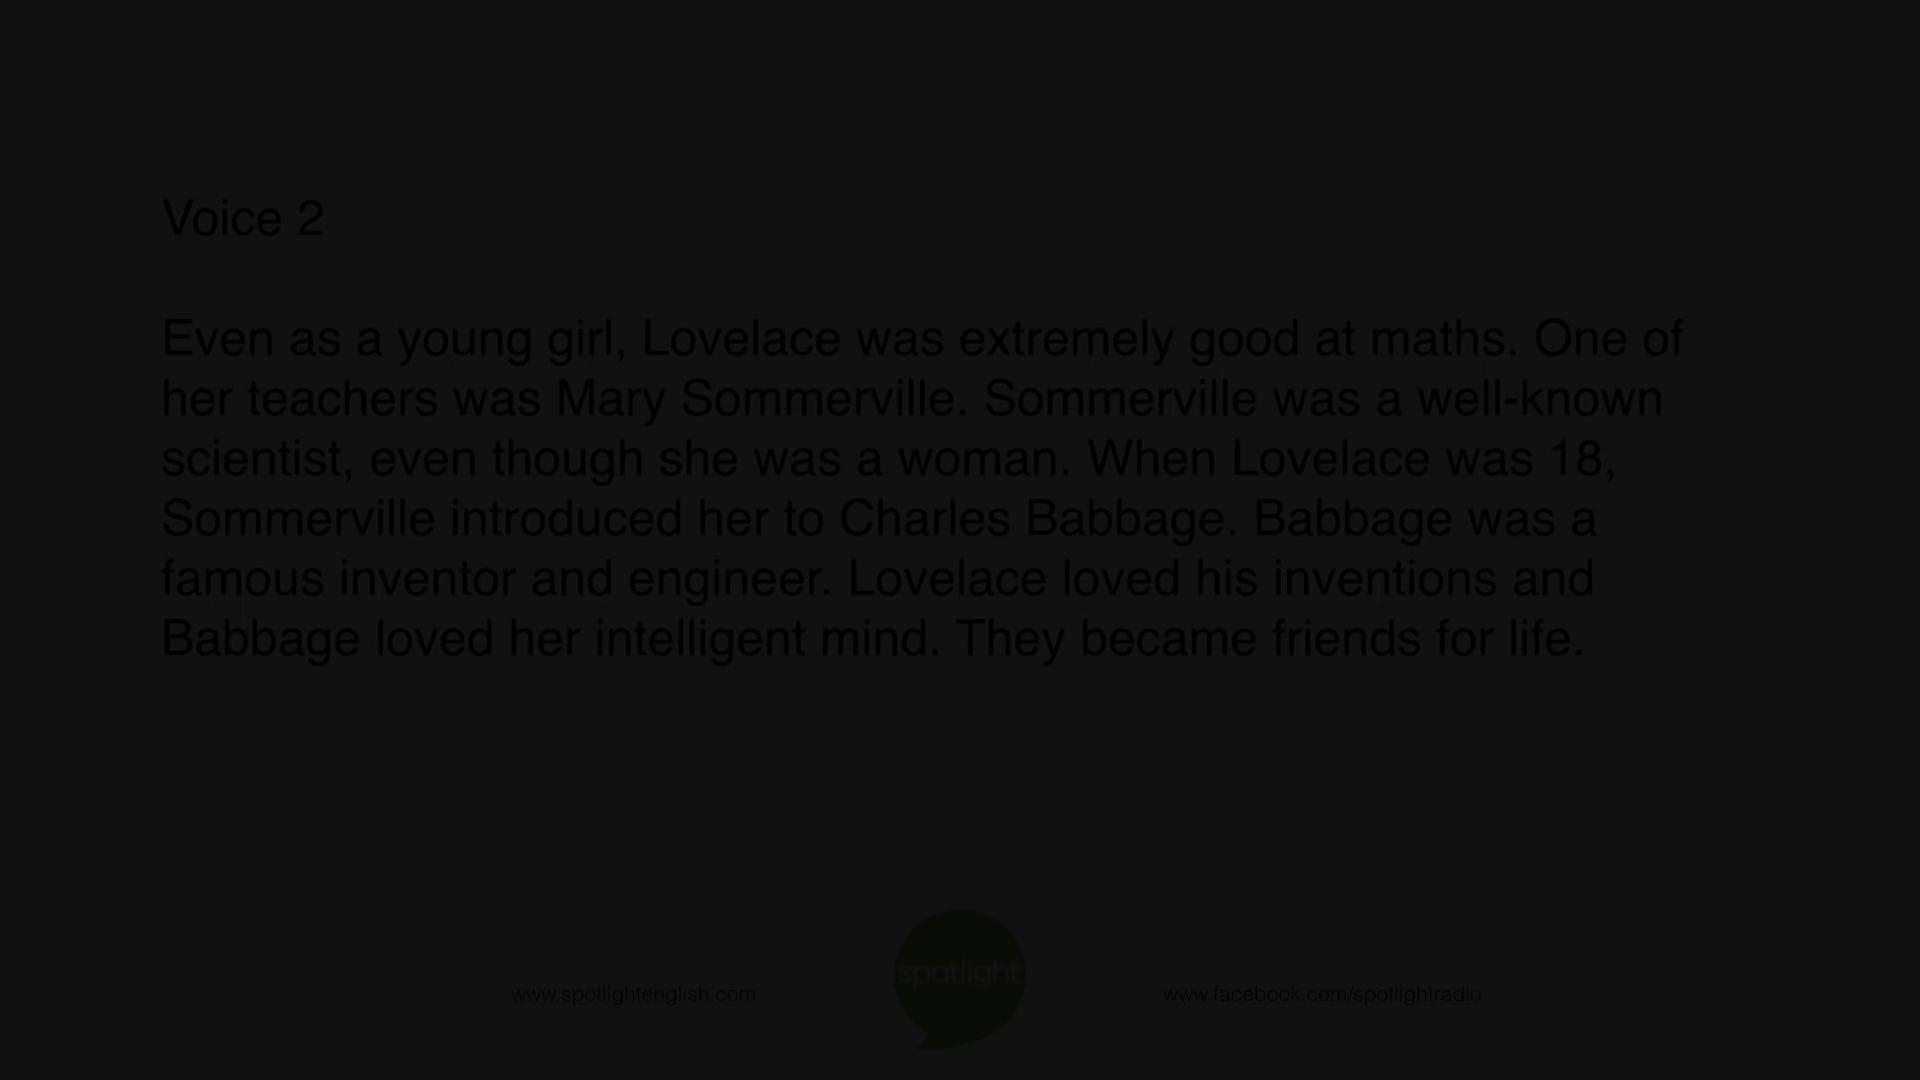 Voice 2
Even as a young girl, Lovelace was extremely good at maths. One of
her teachers was Mary Sommerville. Sommerville was a well-known
scientist, even though she was a woman. When Lovelace was 18,
Sommerville introduced her to Charles Babbage. Babbage was a
famous inventor and engineer. Lovelace loved his inventions and
Babbage loved her intelligent mind. They became friends for life.
spotlight
www.spotlightenglish.com
www.facebook.com/spotlightradio